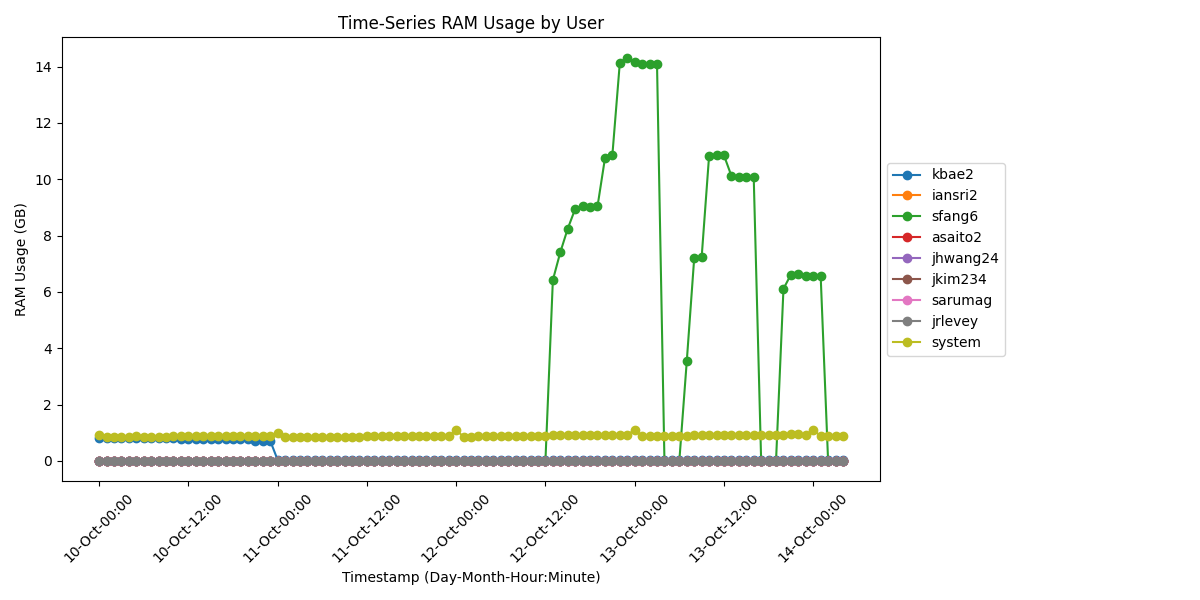 Time-Series RAM Usage by User
RAM Usage (GB)
14
12
10
8
6
4
2
0
10-Oct-00:00
10-Oct-12:00
11-Oct-00:00
11-Oct-12:00
12-Oct-00:00
12-Oct-12:00
13-Oct-00:00
13-Oct-12:00
14-Oct-00:00
Timestamp (Day-Month-Hour:Minute)
kbae2
iansri2
sfang6
asaito2
jhwang24
jkim234
sarumag
jrlevey
system